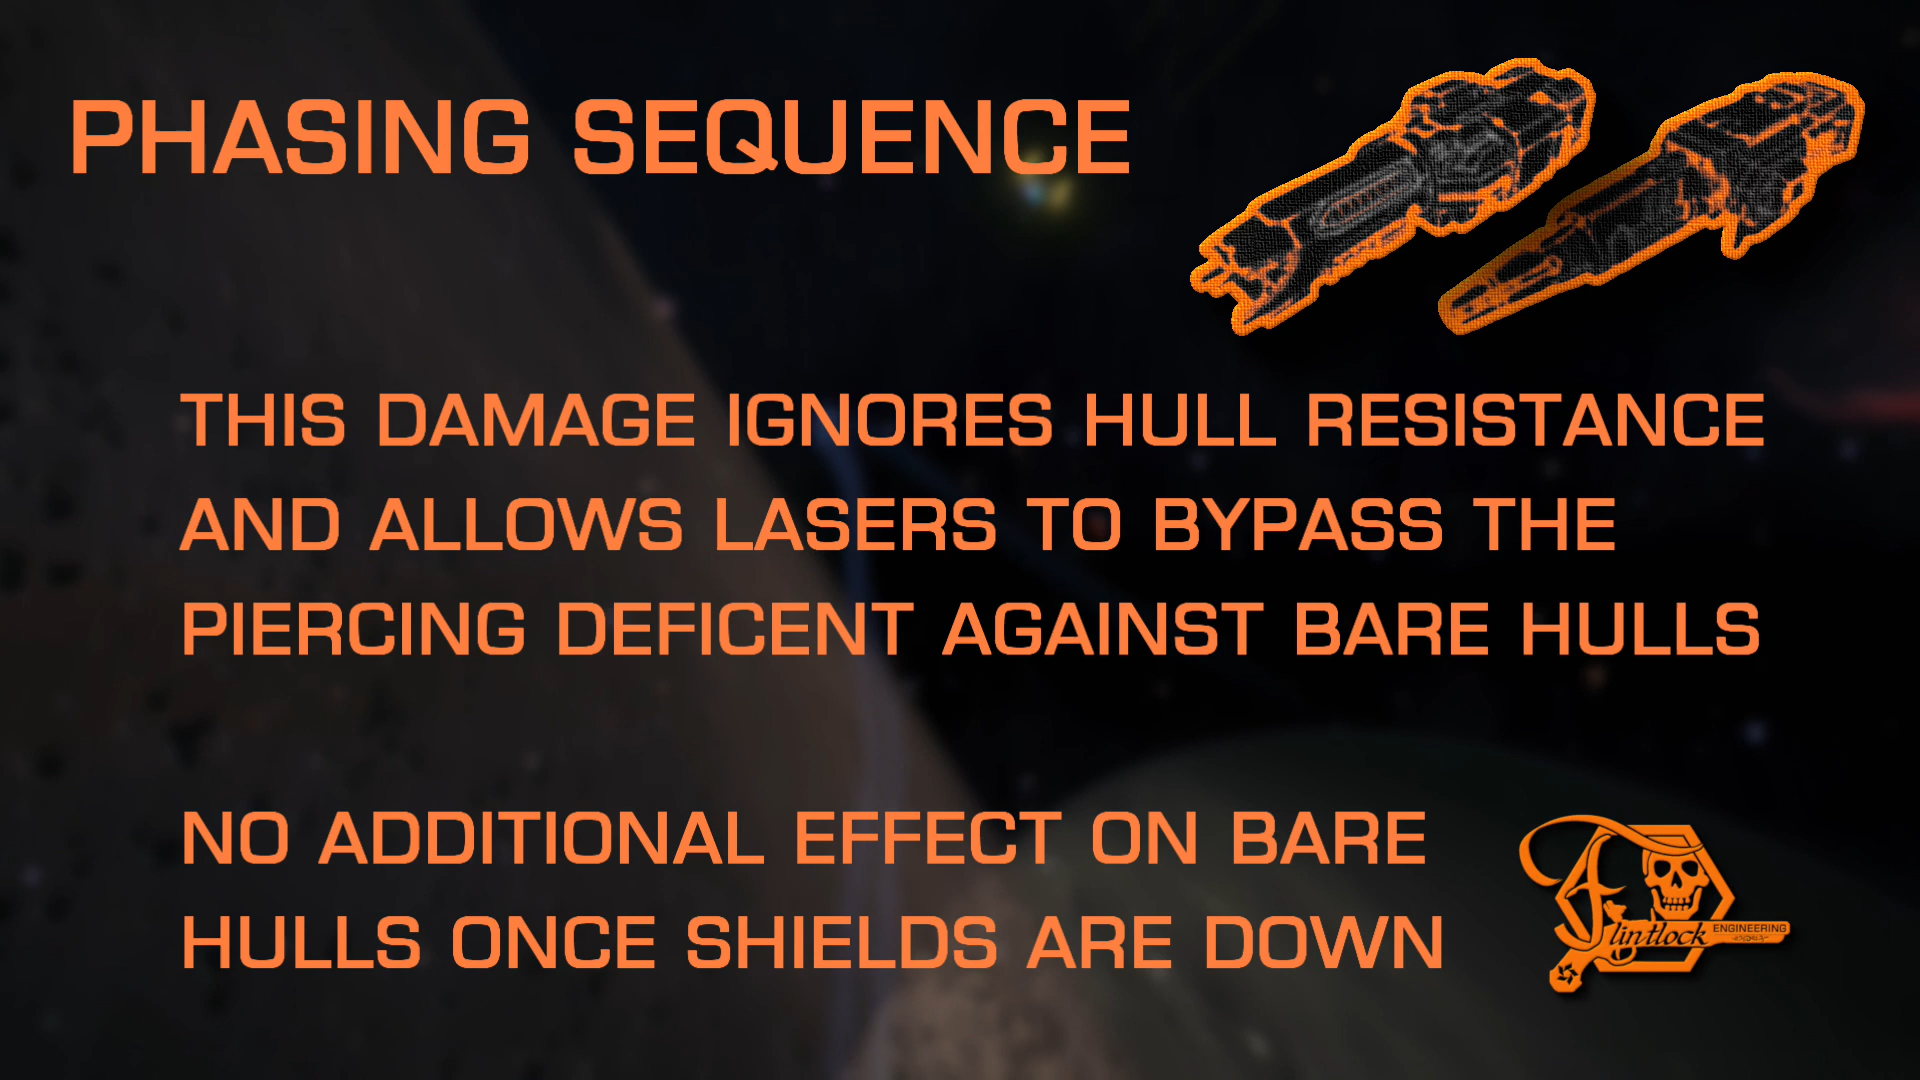 PHASING SEQUENCE
THIS DAMAGE IGNORES HULL RESISTANCE
AND ALLOWS LASERS TO BYPASS THE
PIERCING DEFICENT AGAINST BARE HULLS
NO ADDITIONAL EFFECT ON BARE
HULLS ONCE SHIELDS ARE DOWN
Flintlock ENGINEERING